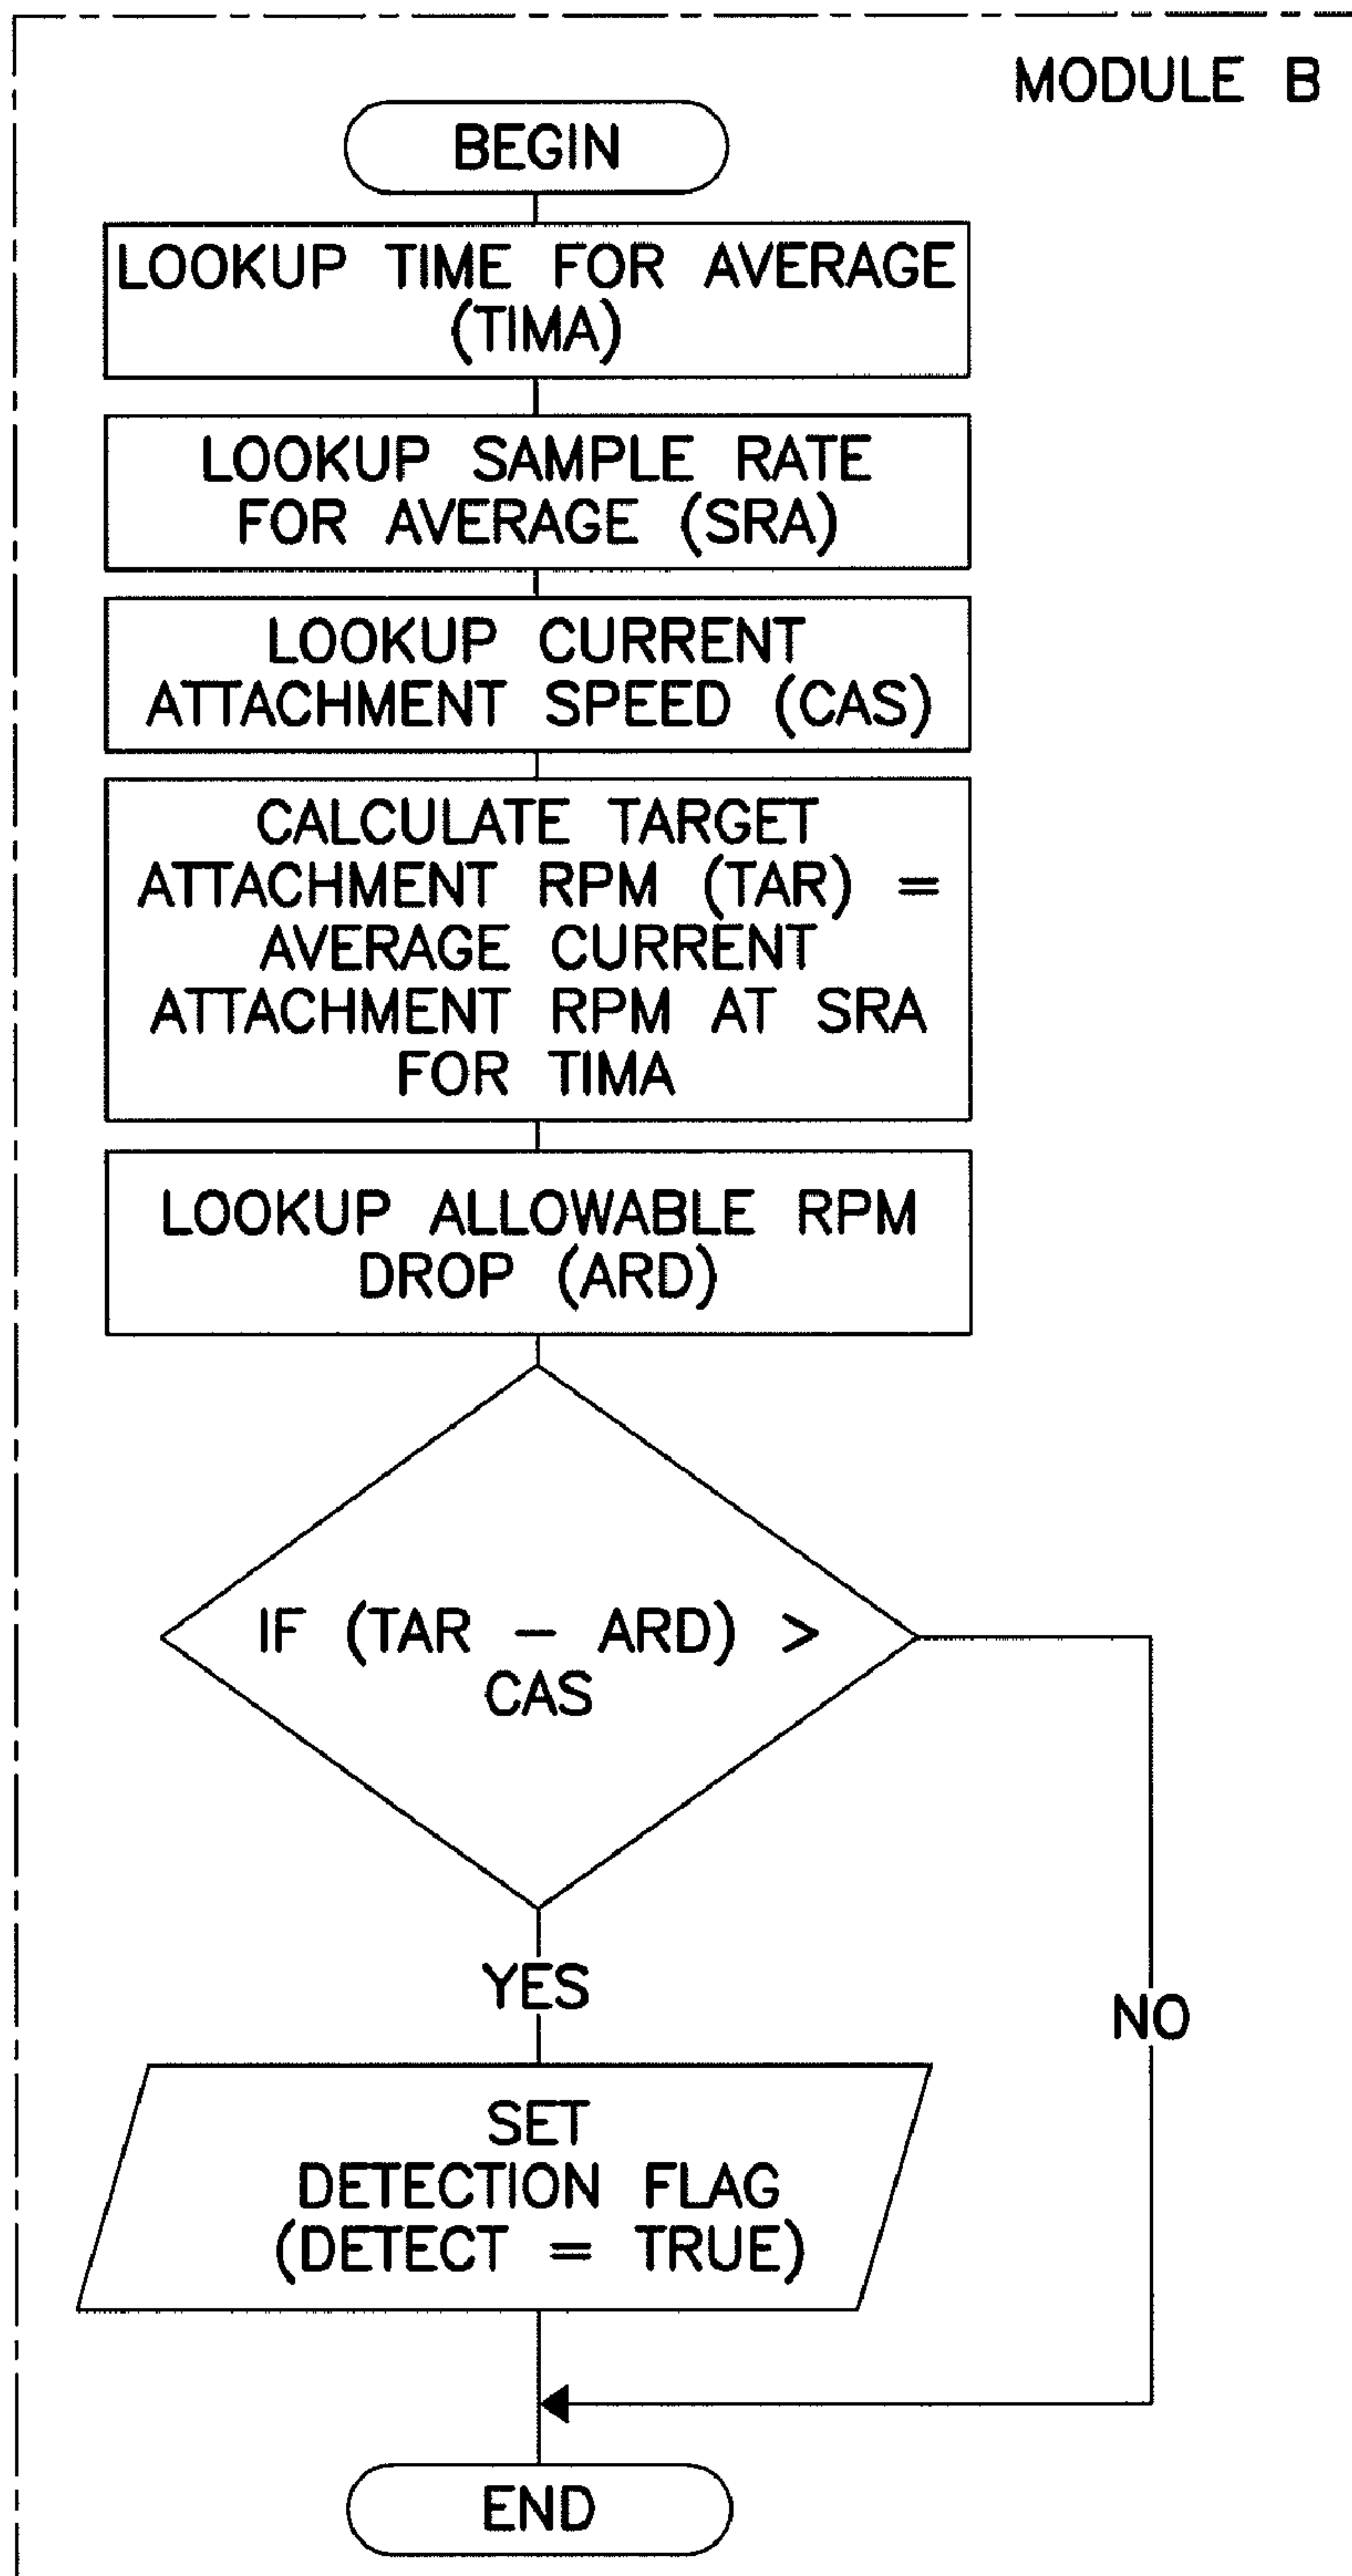 MODULE B
BEGIN
LOOKUP TIME FOR AVERAGE
(TIMA)
LOOKUP SAMPLE RATE
FOR AVERAGE (SRA)
LOOKUP CURRENT
ATTACHMENT SPEED (CAS)
CALCULATE TARGET
ATTACHMENT RPM (TAR) =
AVERAGE CURRENT
ATTACHMENT RPM AT SRA
FOR TIMA
LOOKUP ALLOWABLE RPM
DROP (ARD)
IF (TAR – ARD) >
CAS
YES
NO
SET
DETECTION FLAG
(DETECT = TRUE)
END